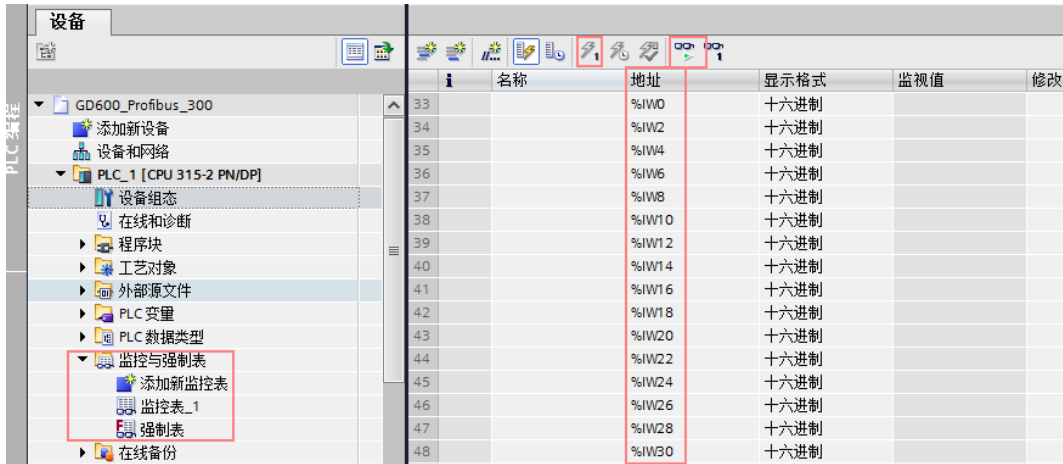 设备
PLC 编程
GD600_Profibus_300
添加新设备
设备和网络
PLC_1 [CPU 315-2 PN/DP]
设备组态
在线和诊断
程序块
工艺对象
外部源文件
PLC 变量
PLC 数据类型
监控与强制表
添加新监控表
监控表_1
强制表
在线备份
i 名称 地址 显示格式 监视值 修改
33 %IW0 十六进制
34 %IW2 十六进制
35 %IW4 十六进制
36 %IW6 十六进制
37 %IW8 十六进制
38 %IW10 十六进制
39 %IW12 十六进制
40 %IW14 十六进制
41 %IW16 十六进制
42 %IW18 十六进制
43 %IW20 十六进制
44 %IW22 十六进制
45 %IW24 十六进制
46 %IW26 十六进制
47 %IW28 十六进制
48 %IW30 十六进制